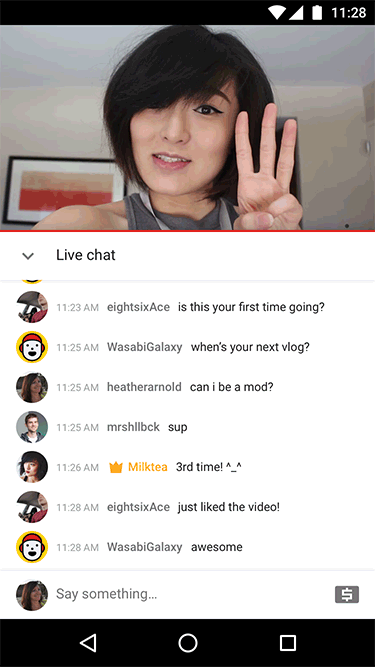 11:28
Live chat
11:23 AM eightsixAce is this your first time going?
11:25 AM WasabiGalaxy when's your next vlog?
11:25 AM heatherarnold can i be a mod?
11:25 AM mrshllbck sup
11:26 AM Milktea 3rd time! ^_^
11:28 AM eightsixAce just liked the video!
11:28 AM WasabiGalaxy awesome
Say something...
$